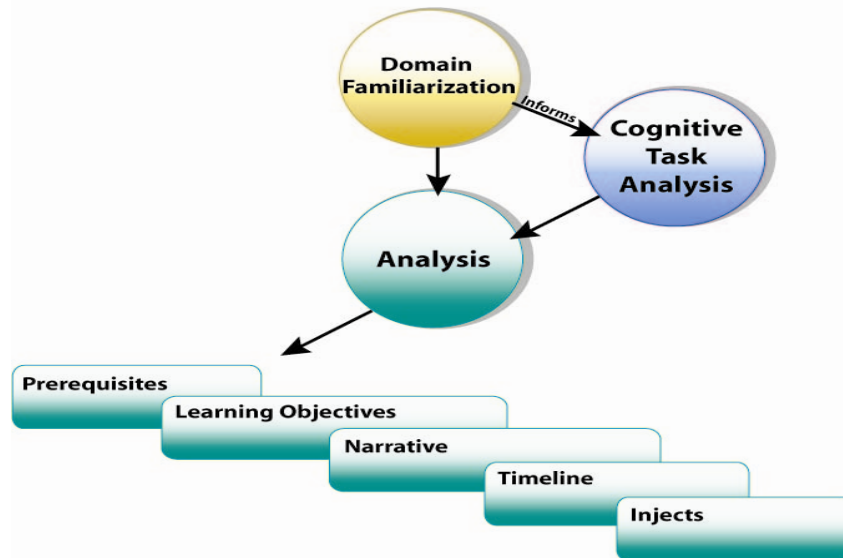 Domain
Familiarization
Informs
Cognitive
Task
Analysis
Analysis
Prerequisites
Learning Objectives
Narrative
Timeline
Injects